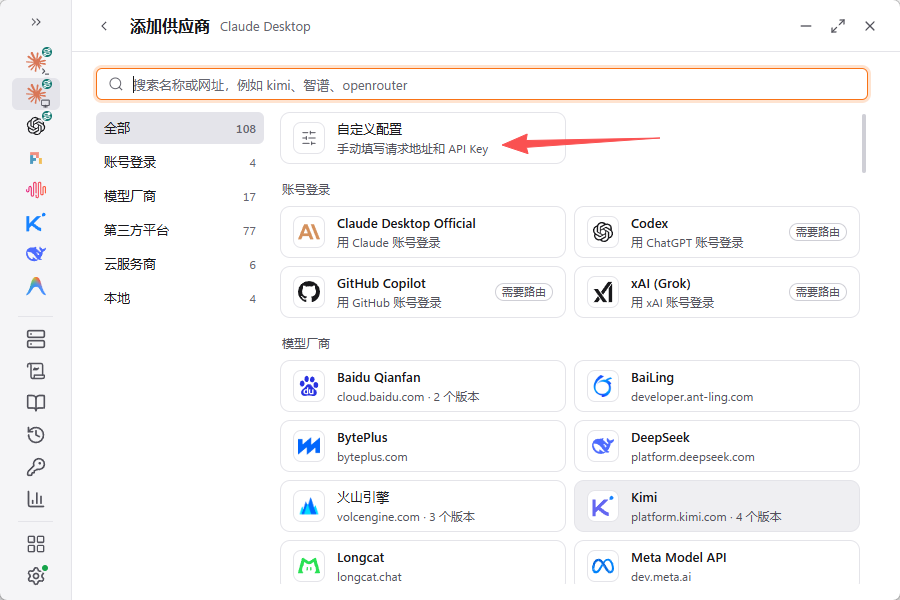 添加供应商 Claude Desktop
搜索名称或网址，例如 kimi、智谱、openrouter
全部 108
账号登录 4
模型厂商 17
第三方平台 77
云服务商 6
本地 4
自定义配置
手动填写请求地址和 API Key
账号登录
Claude Desktop Official
用 Claude 账号登录
Codex
用 ChatGPT 账号登录
需要路由
GitHub Copilot
用 GitHub 账号登录
需要路由
xAI (Grok)
用 xAI 账号登录
需要路由
模型厂商
Baidu Qianfan
cloud.baidu.com · 2 个版本
BaiLing
developer.ant-ling.com
BytePlus
byteplus.com
DeepSeek
platform.deepseek.com
火山引擎
volcengine.com · 3 个版本
Kimi
platform.kimi.com · 4 个版本
Longcat
longcat.chat
Meta Model API
dev.meta.ai